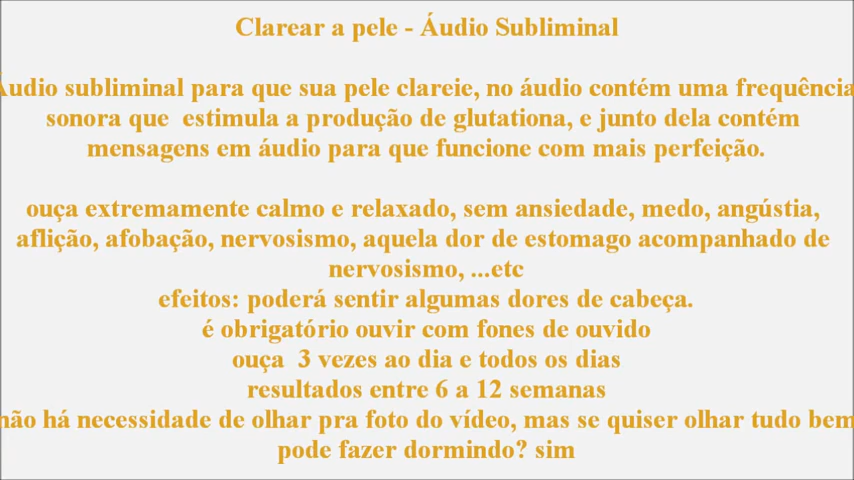 Clarear a pele - Áudio Subliminal
Áudio subliminal para que sua pele clareie, no áudio contém uma frequência
sonora que estimula a produção de glutationa, e junto dela contém
mensagens em áudio para que funcione com mais perfeição.
ouça extremamente calmo e relaxado, sem ansiedade, medo, angústia,
aflição, afobação, nervosismo, aquela dor de estomago acompanhado de
nervosismo, ...etc
efeitos: poderá sentir algumas dores de cabeça.
é obrigatório ouvir com fones de ouvido
ouça 3 vezes ao dia e todos os dias
resultados entre 6 a 12 semanas
não há necessidade de olhar pra foto do vídeo, mas se quiser olhar tudo bem
pode fazer dormindo? sim